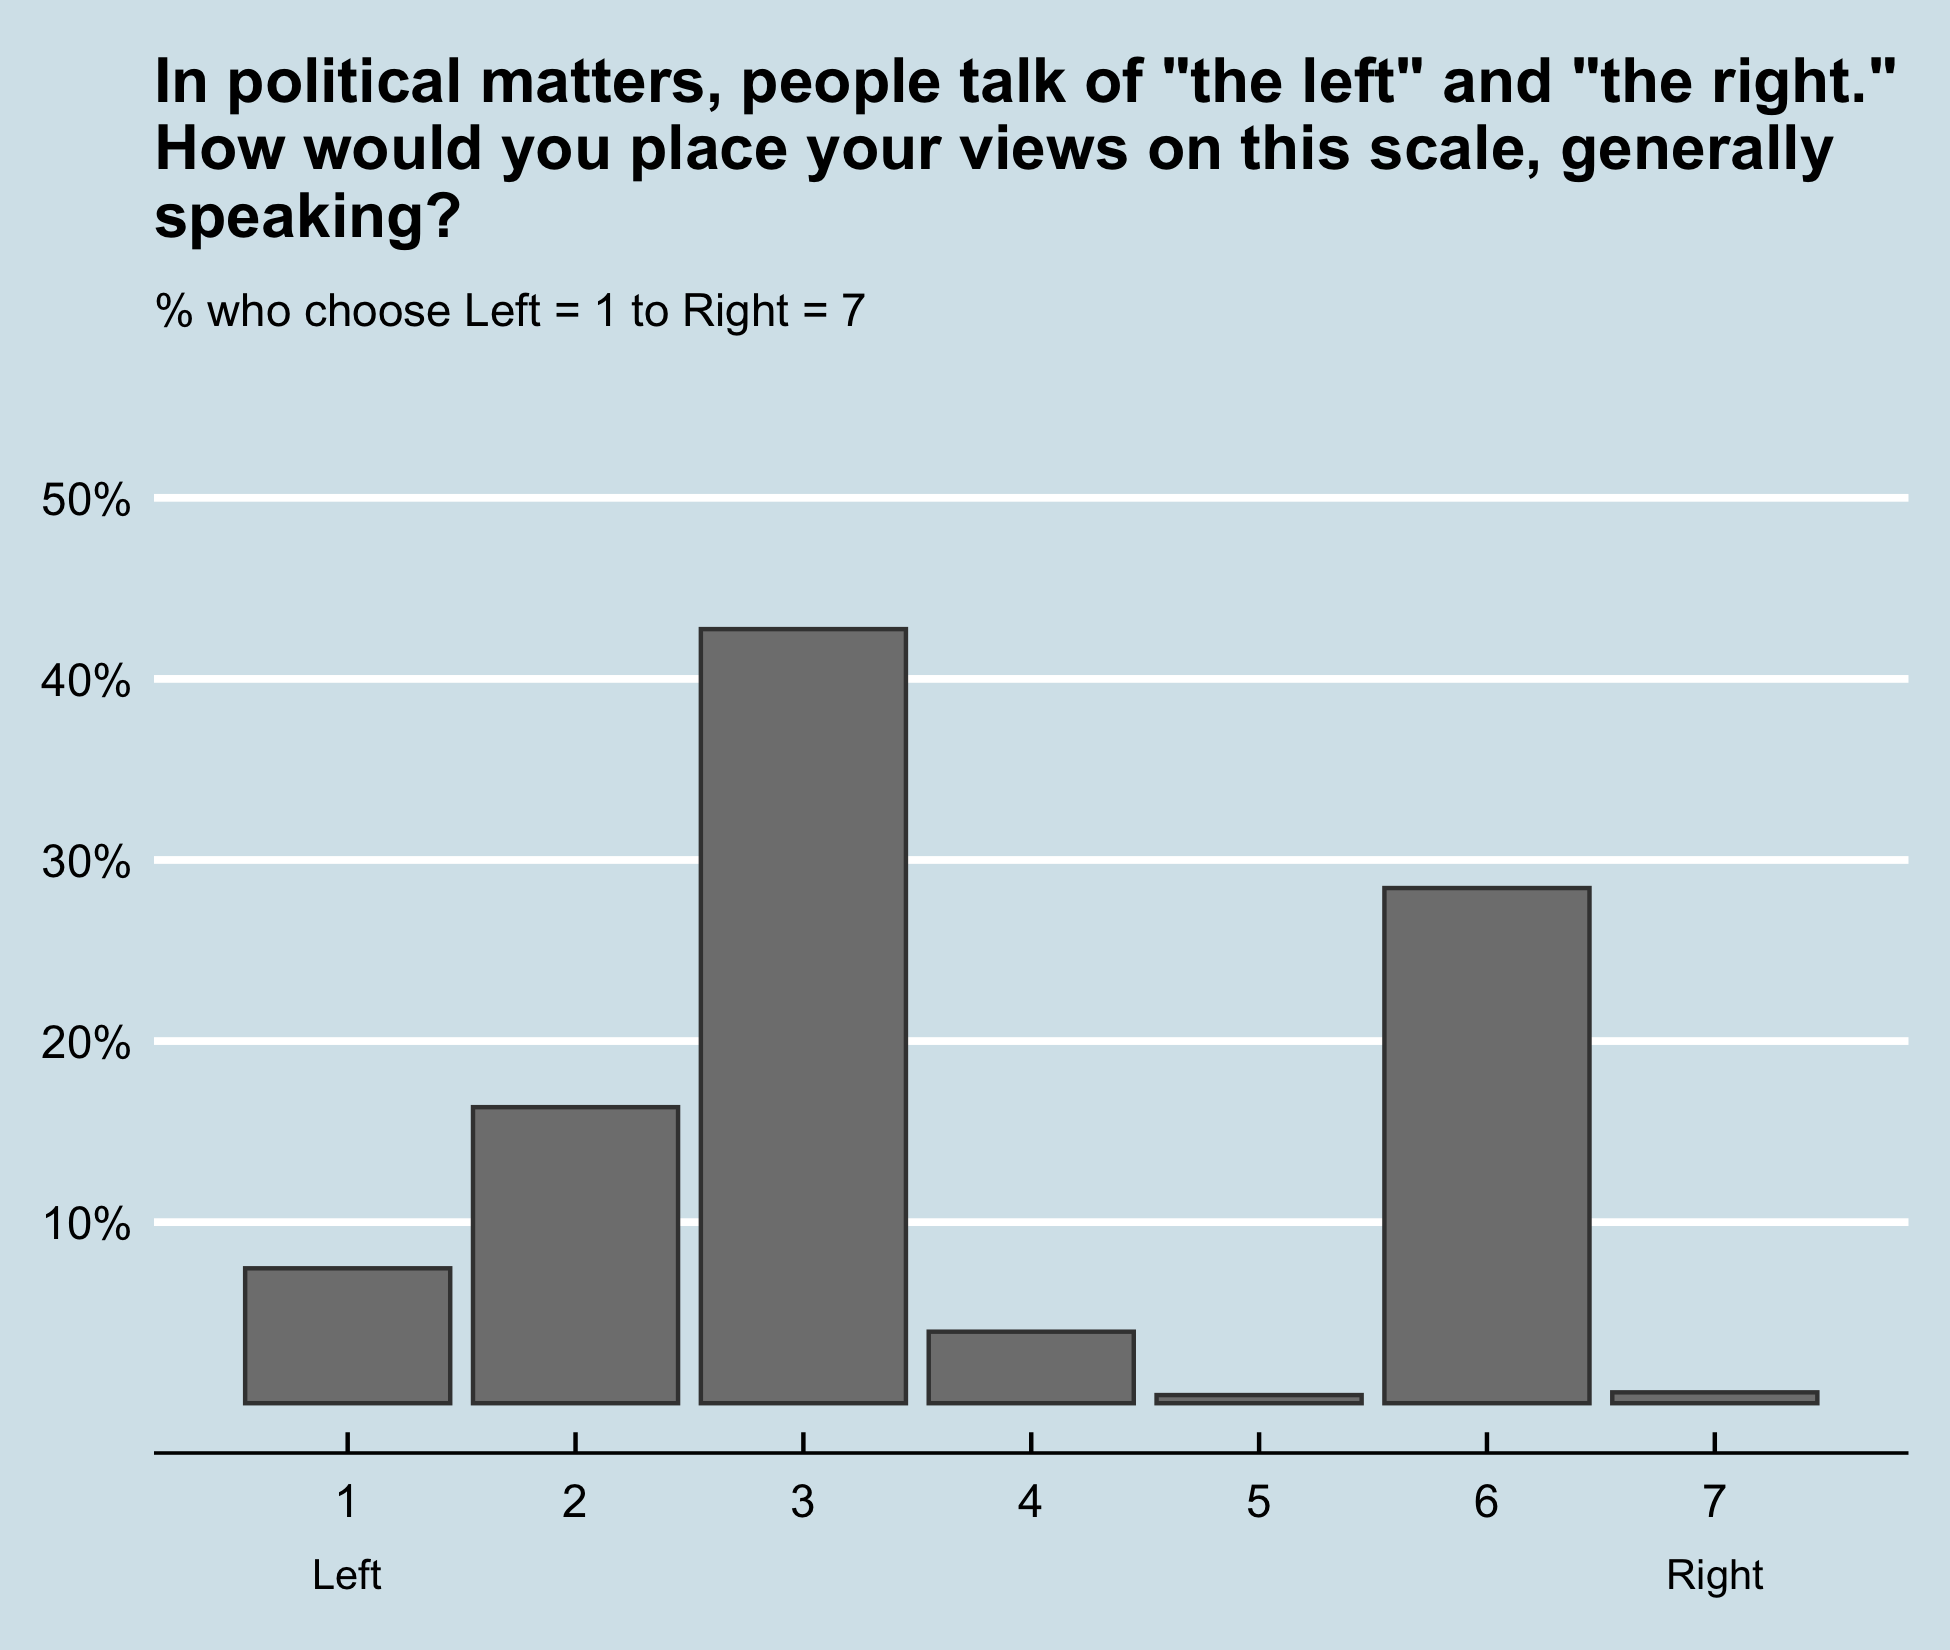 In political matters, people talk of "the left" and "the right."
How would you place your views on this scale, generally
speaking?
% who choose Left = 1 to Right = 7
50%
40%
30%
20%
10%
1 2 3 4 5 6 7
Left Right